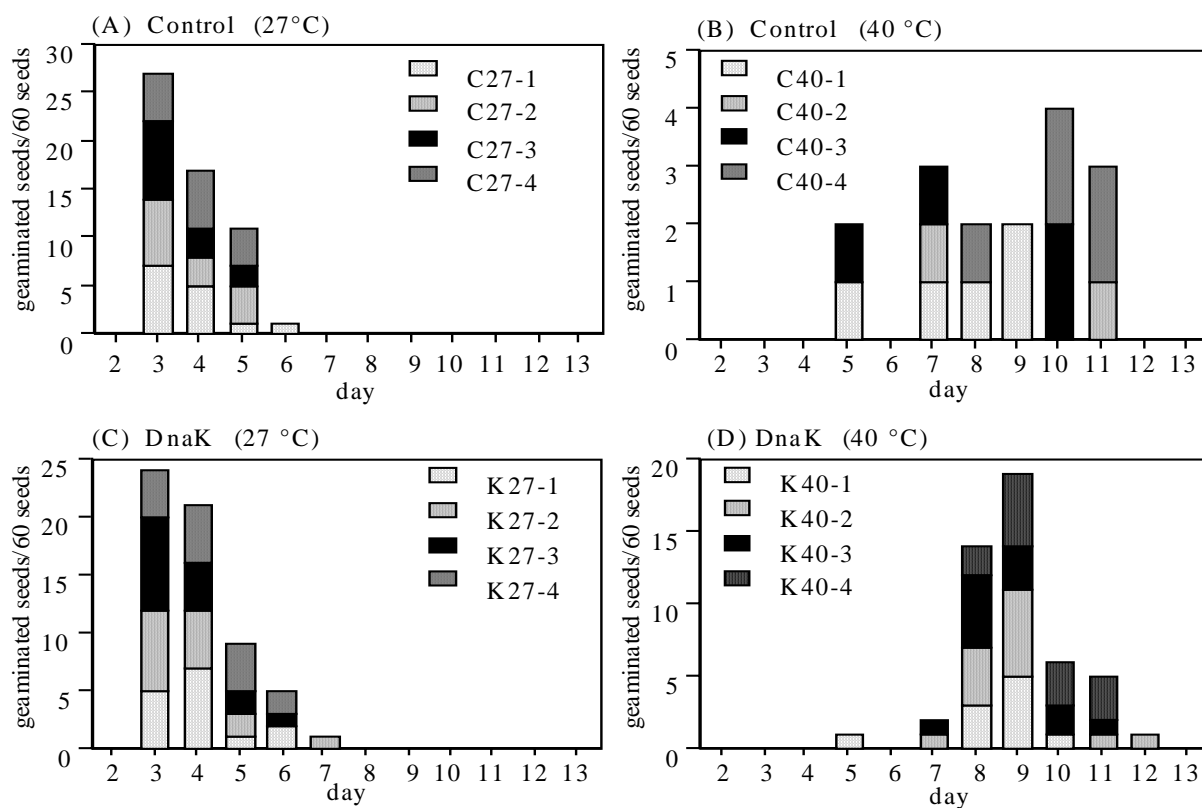 (A) Control (27°C)
geaminated seeds/60 seeds
30
25
20
15
10
5
0
C27-1
C27-2
C27-3
C27-4
2 3 4 5 6 7 8 9 10 11 12 13
day
(B) Control (40 °C)
geaminated seeds/60 seeds
5
4
3
2
1
0
C40-1
C40-2
C40-3
C40-4
2 3 4 5 6 7 8 9 10 11 12 13
day
(C) DnaK (27 °C)
geaminated seeds/60 seeds
25
20
15
10
5
0
K27-1
K27-2
K27-3
K27-4
2 3 4 5 6 7 8 9 10 11 12 13
day
(D) DnaK (40 °C)
geaminated seeds/60 seeds
20
15
10
5
0
K40-1
K40-2
K40-3
K40-4
2 3 4 5 6 7 8 9 10 11 12 13
day